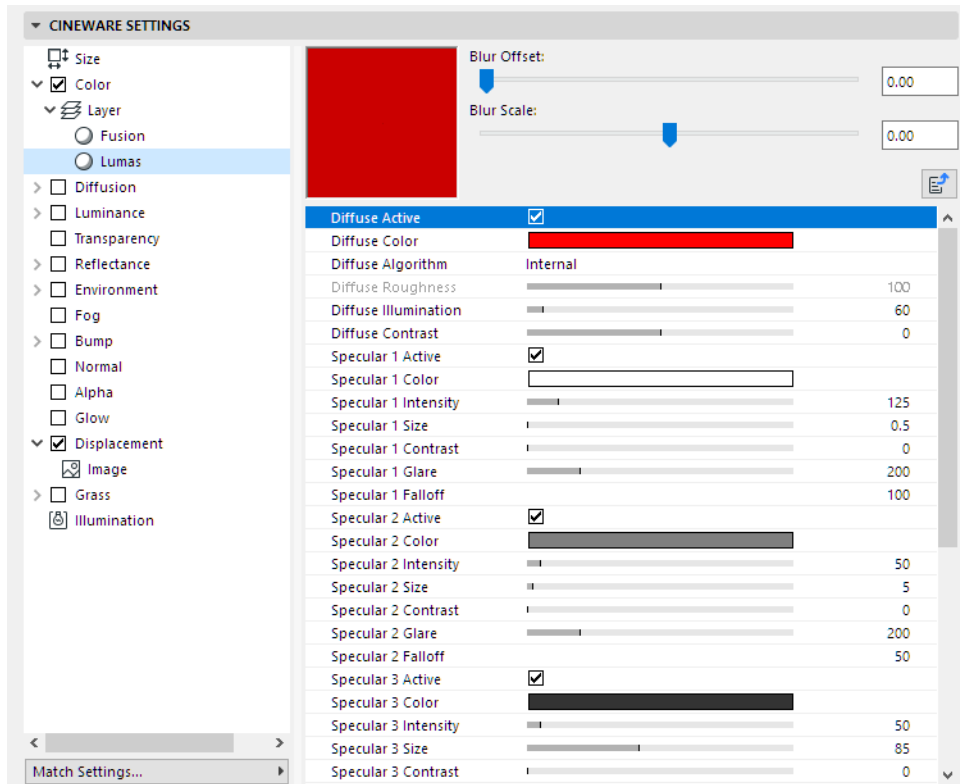 CINEWARE SETTINGS
Size
Color
Layer
Fusion
Lumas
Diffusion
Luminance
Transparency
Reflectance
Environment
Fog
Bump
Normal
Alpha
Glow
Displacement
Image
Grass
Illumination
Match Settings...
Blur Offset:
0.00
Blur Scale:
0.00
Diffuse Active
Diffuse Color
Diffuse Algorithm Internal
Diffuse Roughness 100
Diffuse Illumination 60
Diffuse Contrast 0
Specular 1 Active
Specular 1 Color
Specular 1 Intensity 125
Specular 1 Size 0.5
Specular 1 Contrast 0
Specular 1 Glare 200
Specular 1 Falloff 100
Specular 2 Active
Specular 2 Color
Specular 2 Intensity 50
Specular 2 Size 5
Specular 2 Contrast 0
Specular 2 Glare 200
Specular 2 Falloff 50
Specular 3 Active
Specular 3 Color
Specular 3 Intensity 50
Specular 3 Size 85
Specular 3 Contrast 0